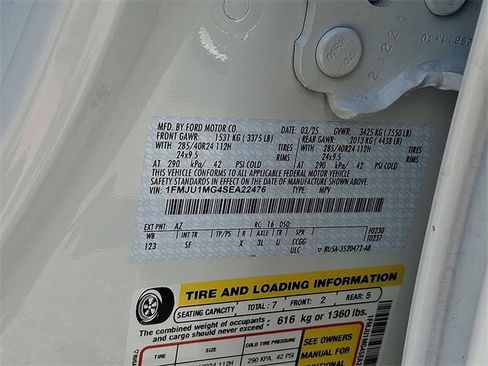 MFD. BY FORD MOTOR CO.
03/25 GVWR: 3425 KG (7550 LB)
FRONT GAWR: 1531 KG (3375 LB)
REAR GAWR: 2013 KG (4438 LB)
WITH 285/40R24 112H TIRES
WITH 285/40R24 112H TIRES
24x9.5 RIMS
24x9.5 RIMS
AT 290 kPa/ 42 PSI COLD
AT 290 kPa/ 42 PSI COLD
THIS VEHICLE CONFORMS TO ALL APPLICABLE FEDERAL MOTOR VEHICLE
SAFETY STANDARDS IN EFFECT ON THE DATE OF MANUFACTURE SHOWN ABOVE.
VIN: 1FMJU1MG4SEA22476
TYPE: MPV
EXT PNT: AZ RC: 16 DSO:
WB INT TR TP/PS R AXLE TR SPR
F0230
F0237
123 SF X 3L U CCGG
ULC RUSA-3520472-AB
TIRE AND LOADING INFORMATION
SEATING CAPACITY TOTAL: 7 FRONT: 2 REAR: 5
The combined weight of occupants
and cargo should never exceed: 616 kg or 1360 lbs.
TIRE SIZE COLD TIRE
SEE OWNERS
MANUAL FOR
112H 290 KPA, 42 PSI